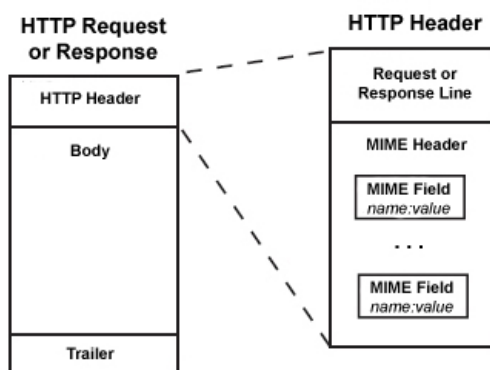 HTTP Request
or Response
HTTP Header
Body
Trailer
HTTP Header
Request or
Response Line
MIME Header
MIME Field
name:value
...
MIME Field
name:value